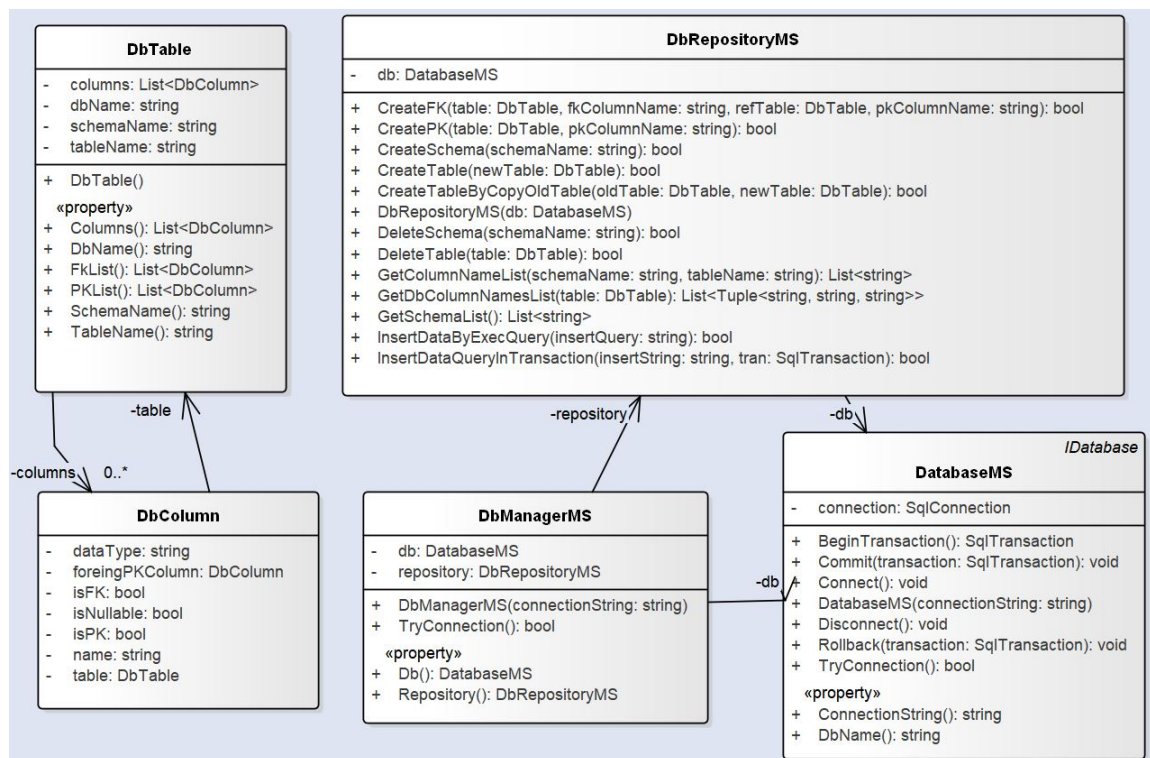 DbTable
- columns: List<DbColumn>
- dbName: string
- schemaName: string
- tableName: string
+ DbTable()
«property»
+ Columns(): List<DbColumn>
+ DbName(): string
+ FkList(): List<DbColumn>
+ PKList(): List<DbColumn>
+ SchemaName(): string
+ TableName(): string
DbRepositoryMS
- db: DatabaseMS
+ CreateFK(table: DbTable, fkColumnName: string, refTable: DbTable, pkColumnName: string): bool
+ CreatePK(table: DbTable, pkColumnName: string): bool
+ CreateSchema(schemaName: string): bool
+ CreateTable(newTable: DbTable): bool
+ CreateTableByCopyOldTable(oldTable: DbTable, newTable: DbTable): bool
+ DbRepositoryMS(db: DatabaseMS)
+ DeleteSchema(schemaName: string): bool
+ DeleteTable(table: DbTable): bool
+ GetColumnNameList(schemaName: string, tableName: string): List<string>
+ GetDbColumnNamesList(table: DbTable): List<Tuple<string, string, string>>
+ GetSchemaList(): List<string>
+ InsertDataByExecQuery(insertQuery: string): bool
+ InsertDataQueryInTransaction(insertString: string, tran: SqlTransaction): bool
-table
-repository
-db
-columns 0..*
DbColumn
- dataType: string
- foreingPKColumn: DbColumn
- isFK: bool
- isNullable: bool
- isPK: bool
- name: string
- table: DbTable
DbManagerMS
- db: DatabaseMS
- repository: DbRepositoryMS
+ DbManagerMS(connectionString: string)
+ TryConnection(): bool
«property»
+ Db(): DatabaseMS
+ Repository(): DbRepositoryMS
-db
IDatabase
DatabaseMS
- connection: SqlConnection
+ BeginTransaction(): SqlTransaction
+ Commit(transaction: SqlTransaction): void
+ Connect(): void
+ DatabaseMS(connectionString: string)
+ Disconnect(): void
+ Rollback(transaction: SqlTransaction): void
+ TryConnection(): bool
«property»
+ ConnectionString(): string
+ DbName(): string